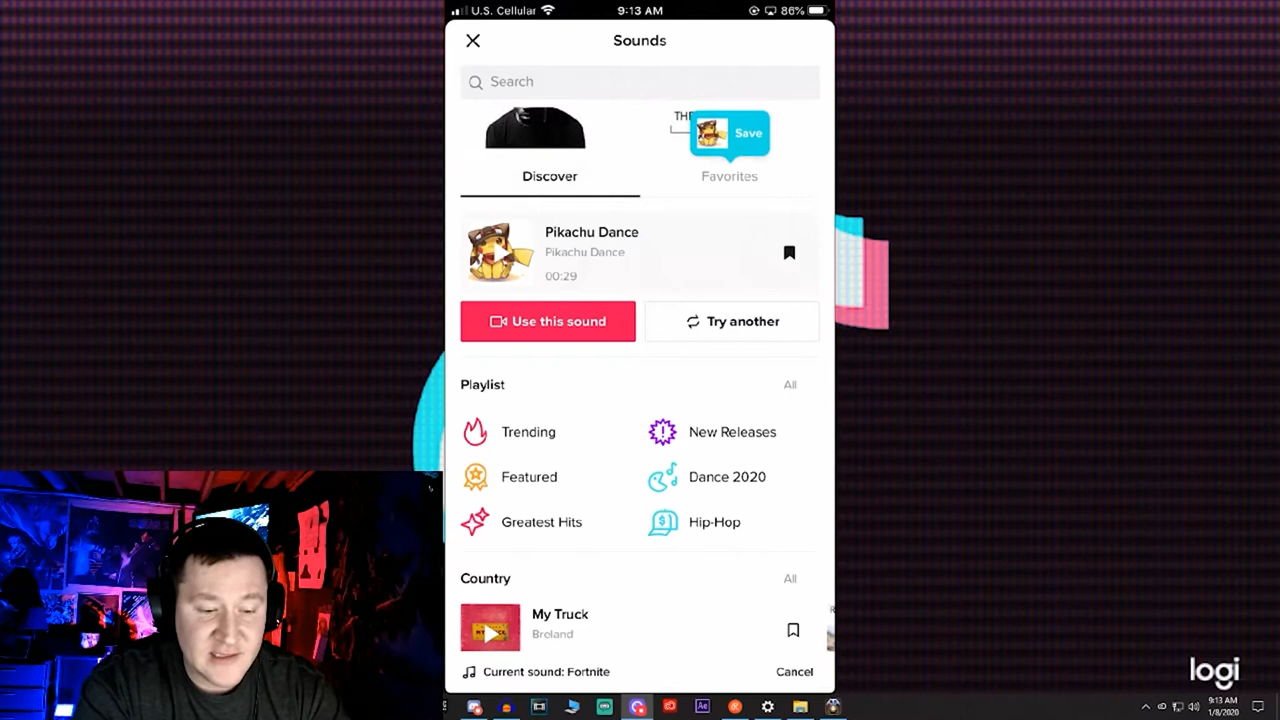 U.S. Cellular
9:13 AM
86%
Sounds
Search
THE
Save
Discover
Favorites
Pikachu Dance
Pikachu Dance
00:29
Use this sound
Try another
Playlist
All
Trending
New Releases
Featured
Dance 2020
Greatest Hits
Hip-Hop
Country
All
My Truck
Breland
Current sound: Fortnite
Cancel
logi
Ae
9:13 AM
1/8/2020